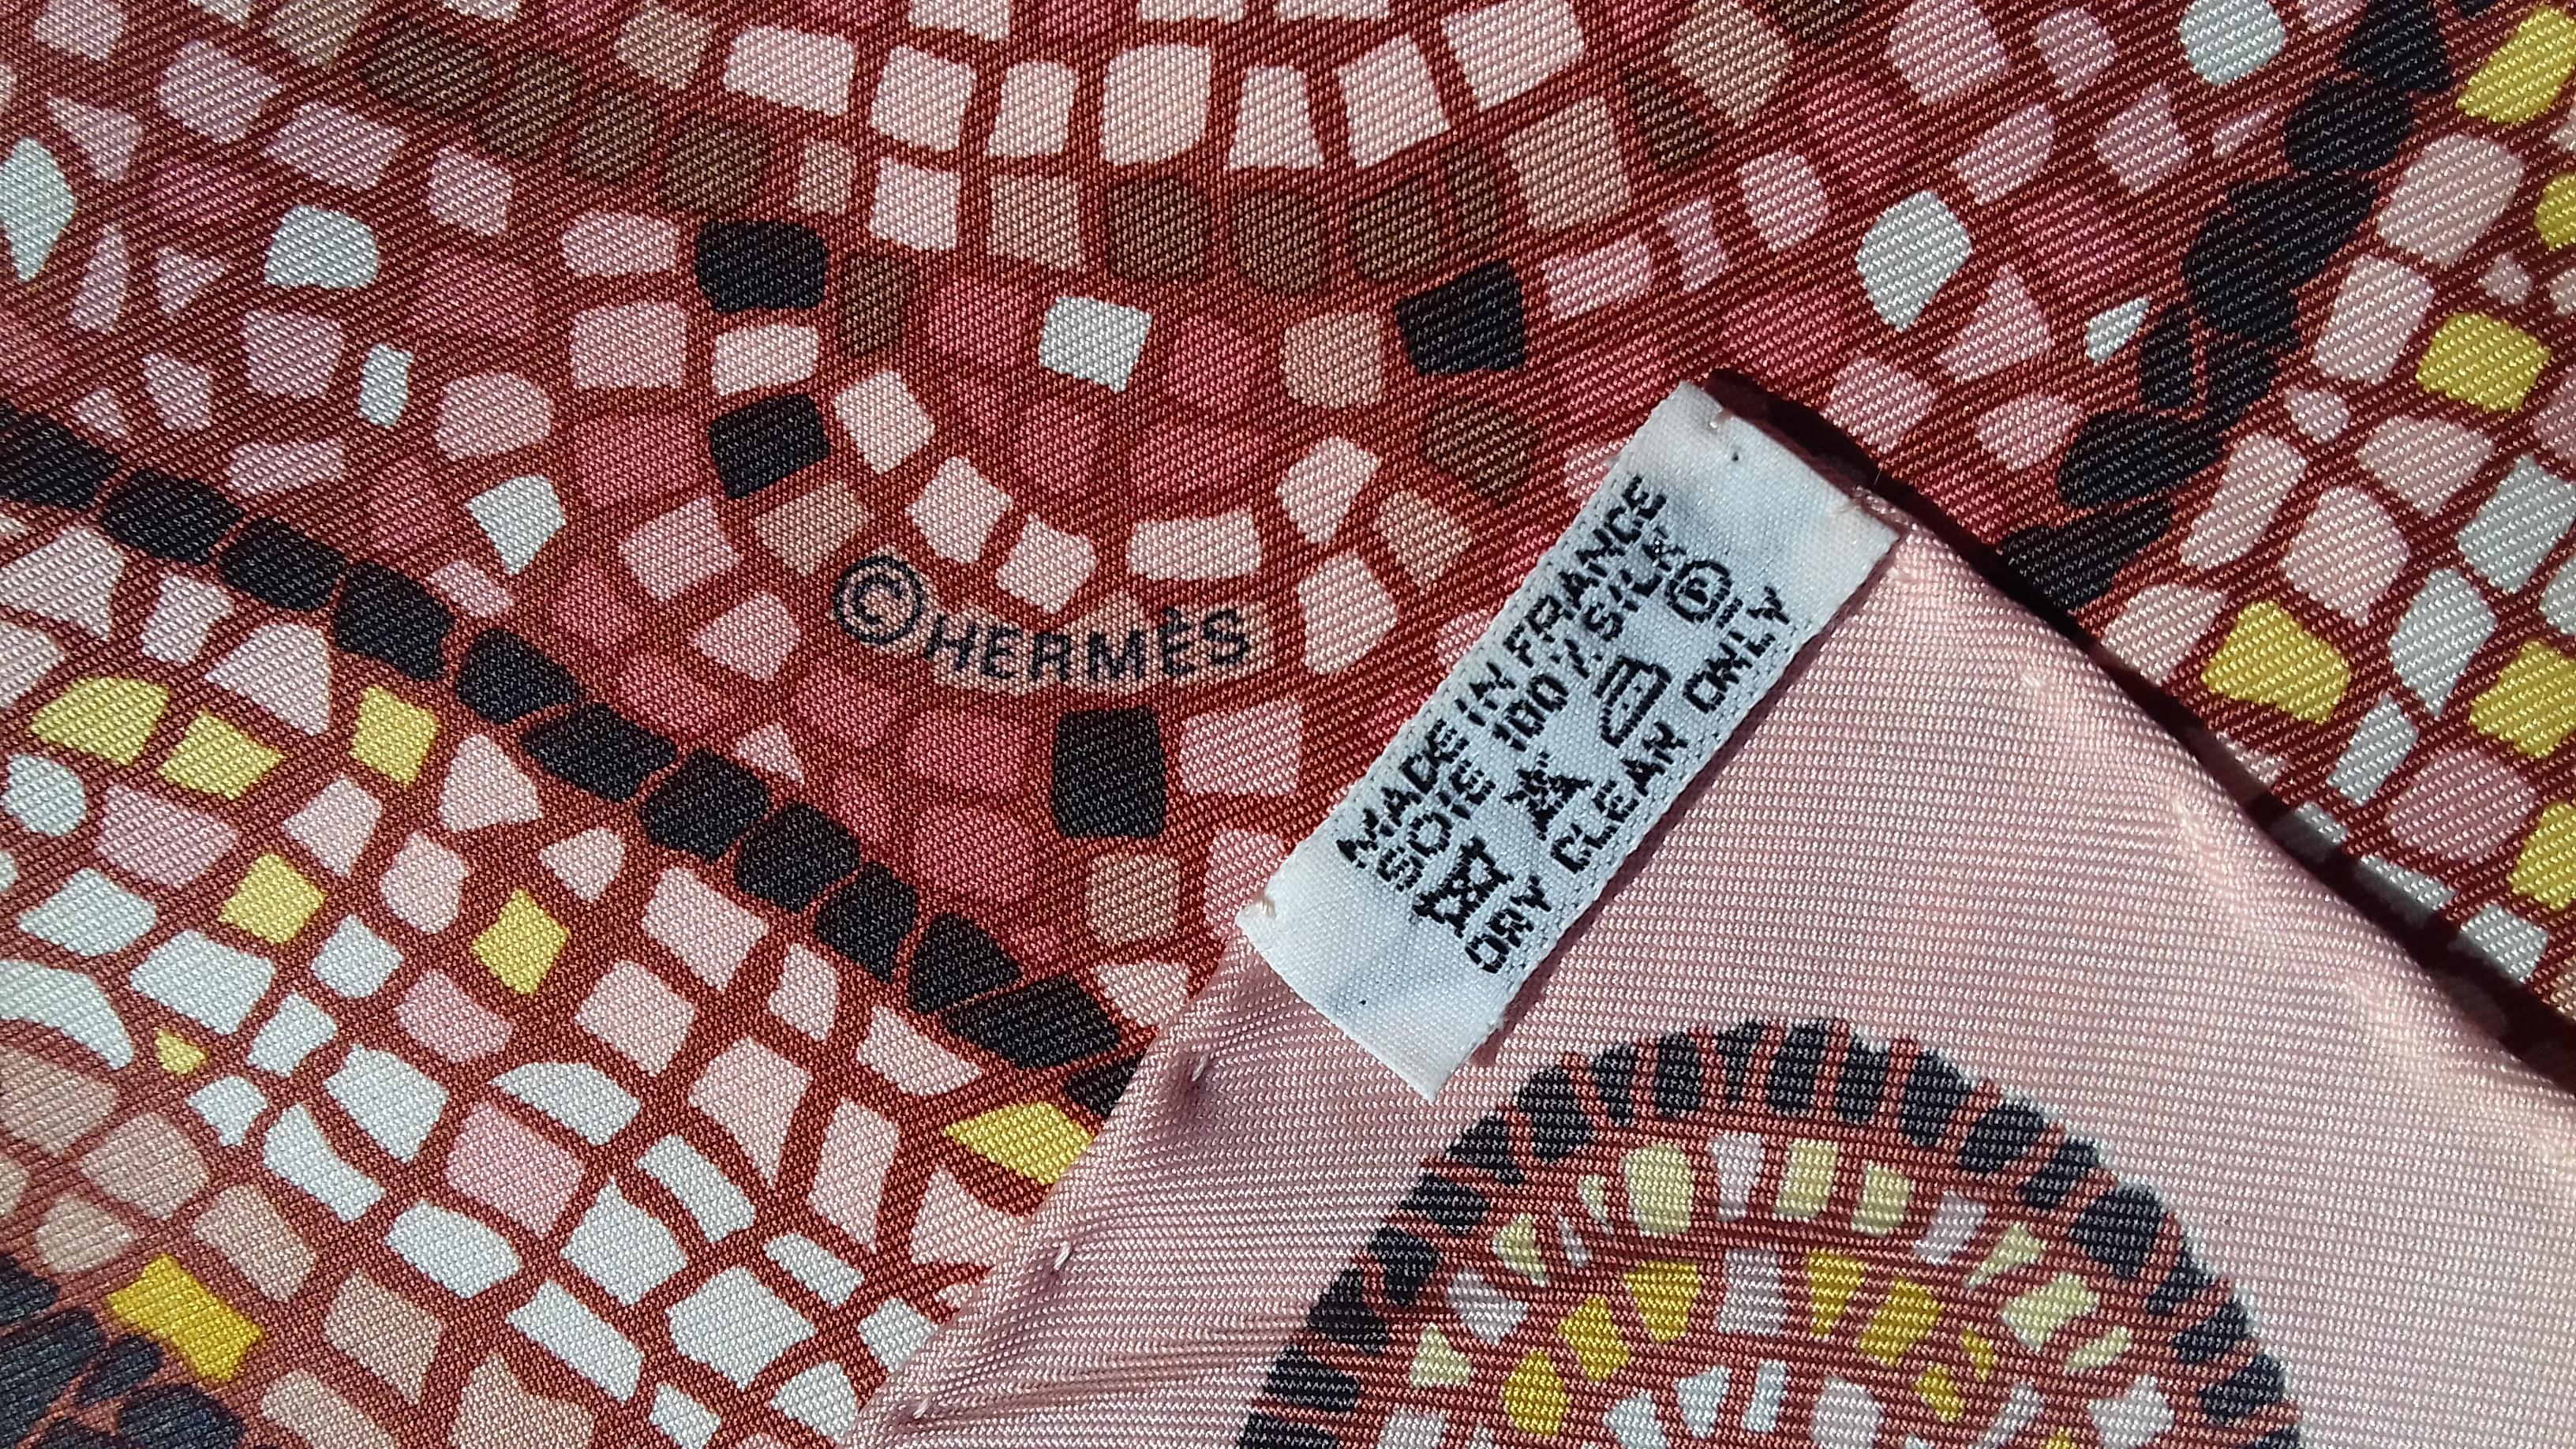 ©HERMÈS
MADE IN FRANCE
SOIE 100% SILK
P
DRY CLEAN ONLY